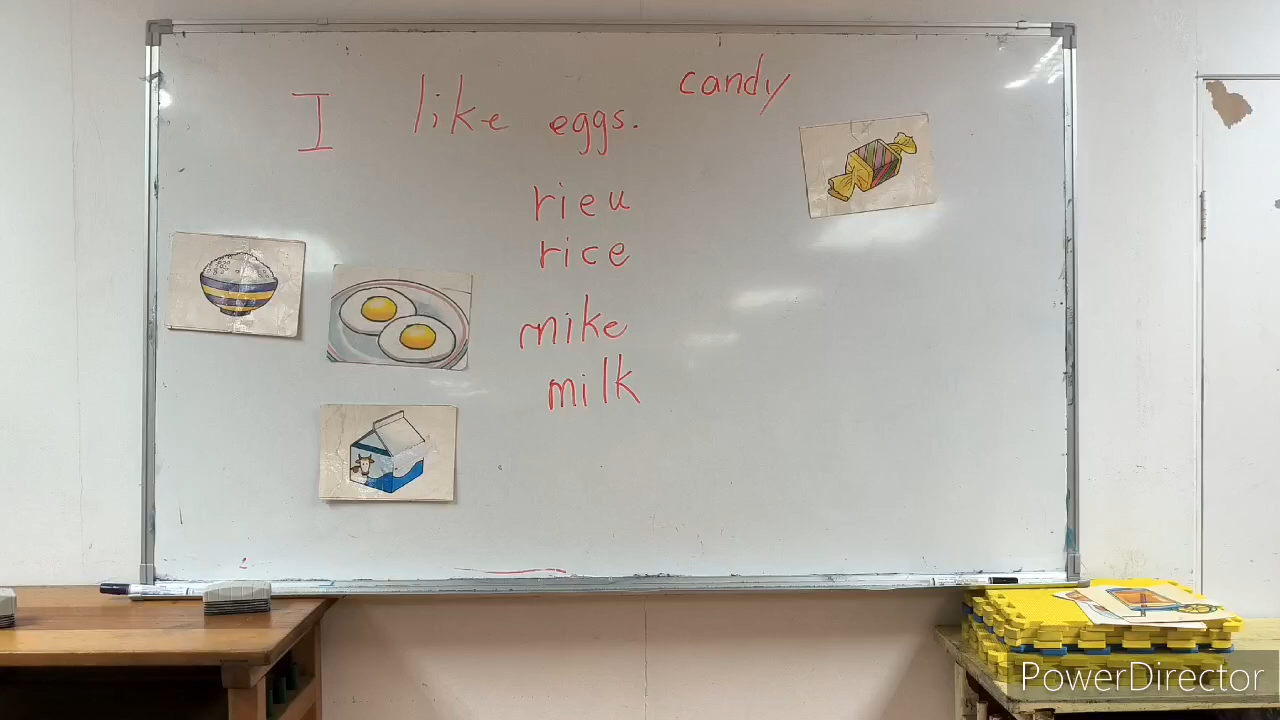 I like eggs. candy
rieu
rice
mike
milk
PowerDirector